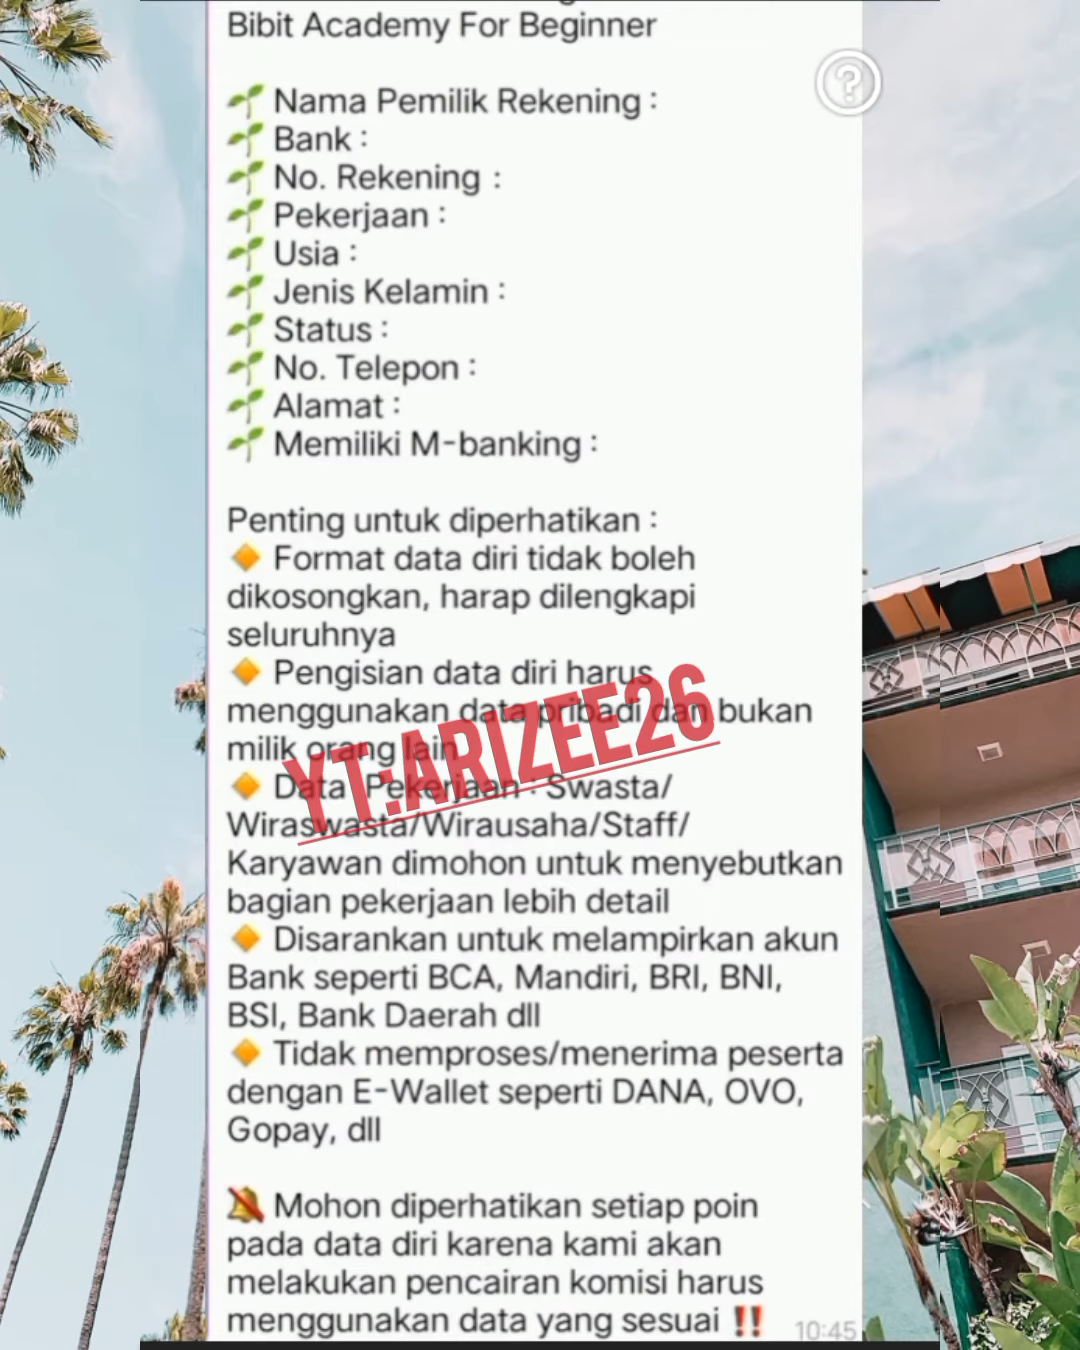 Bibit Academy For Beginner
🌱 Nama Pemilik Rekening :
🌱 Bank :
🌱 No. Rekening :
🌱 Pekerjaan :
🌱 Usia :
🌱 Jenis Kelamin :
🌱 Status :
🌱 No. Telepon :
🌱 Alamat :
🌱 Memiliki M-banking :
Penting untuk diperhatikan :
🔸 Format data diri tidak boleh
dikosongkan, harap dilengkapi
seluruhnya
🔸 Pengisian data diri harus
menggunakan data pribadi dan bukan
milik orang lain
🔸 Data Pekerjaan : Swasta/
Wiraswasta/Wirausaha/Staff/
Karyawan dimohon untuk menyebutkan
bagian pekerjaan lebih detail
🔸 Disarankan untuk melampirkan akun
Bank seperti BCA, Mandiri, BRI, BNI,
BSI, Bank Daerah dll
🔸 Tidak memproses/menerima peserta
dengan E-Wallet seperti DANA, OVO,
Gopay, dll
🔕 Mohon diperhatikan setiap poin
pada data diri karena kami akan
melakukan pencairan komisi harus
menggunakan data yang sesuai ‼️
10:45
YT:ARIZEE26
?